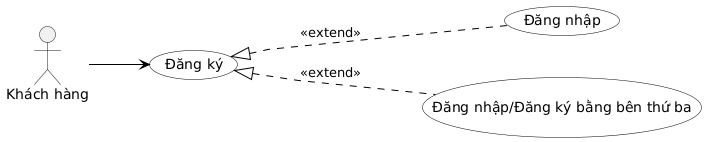 Đăng nhập
«extend»
Đăng ký
«extend»
Khách hàng
Đăng nhập/Đăng ký bằng bên thứ ba